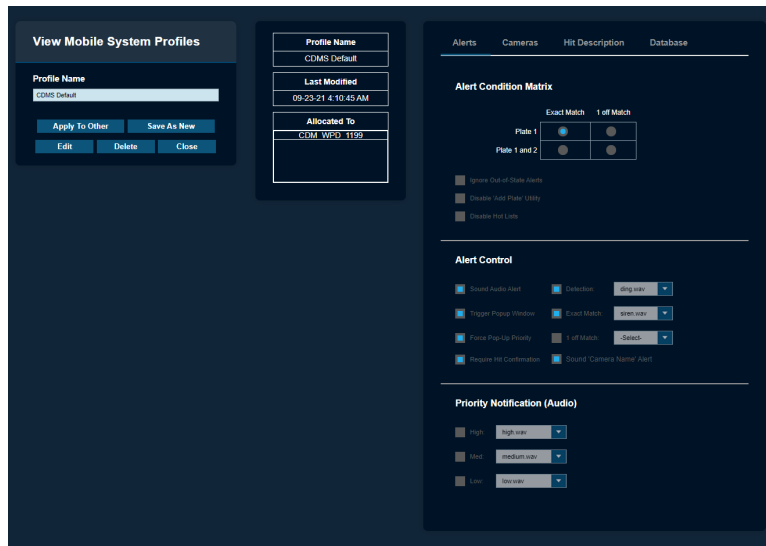 View Mobile System Profiles
Profile Name
CDMS Default
Apply To Other Save As New
Edit Delete Close
Profile Name
CDMS Default
Last Modified
09-23-21 4:10:45 AM
Allocated To
CDM_WPD_1199
Alerts Cameras Hit Description Database
Alert Condition Matrix
Exact Match 1 off Match
Plate 1
Plate 1 and 2
Ignore Out-of-State Alerts
Disable 'Add Plate' Utility
Disable Hot Lists
Alert Control
Sound Audio Alert Detection: ding.wav
Trigger Popup Window Exact Match: siren.wav
Force Pop-Up Priority 1 off Match: -Select-
Require Hit Confirmation Sound 'Camera Name' Alert
Priority Notification (Audio)
High: high.wav
Med: medium.wav
Low: low.wav